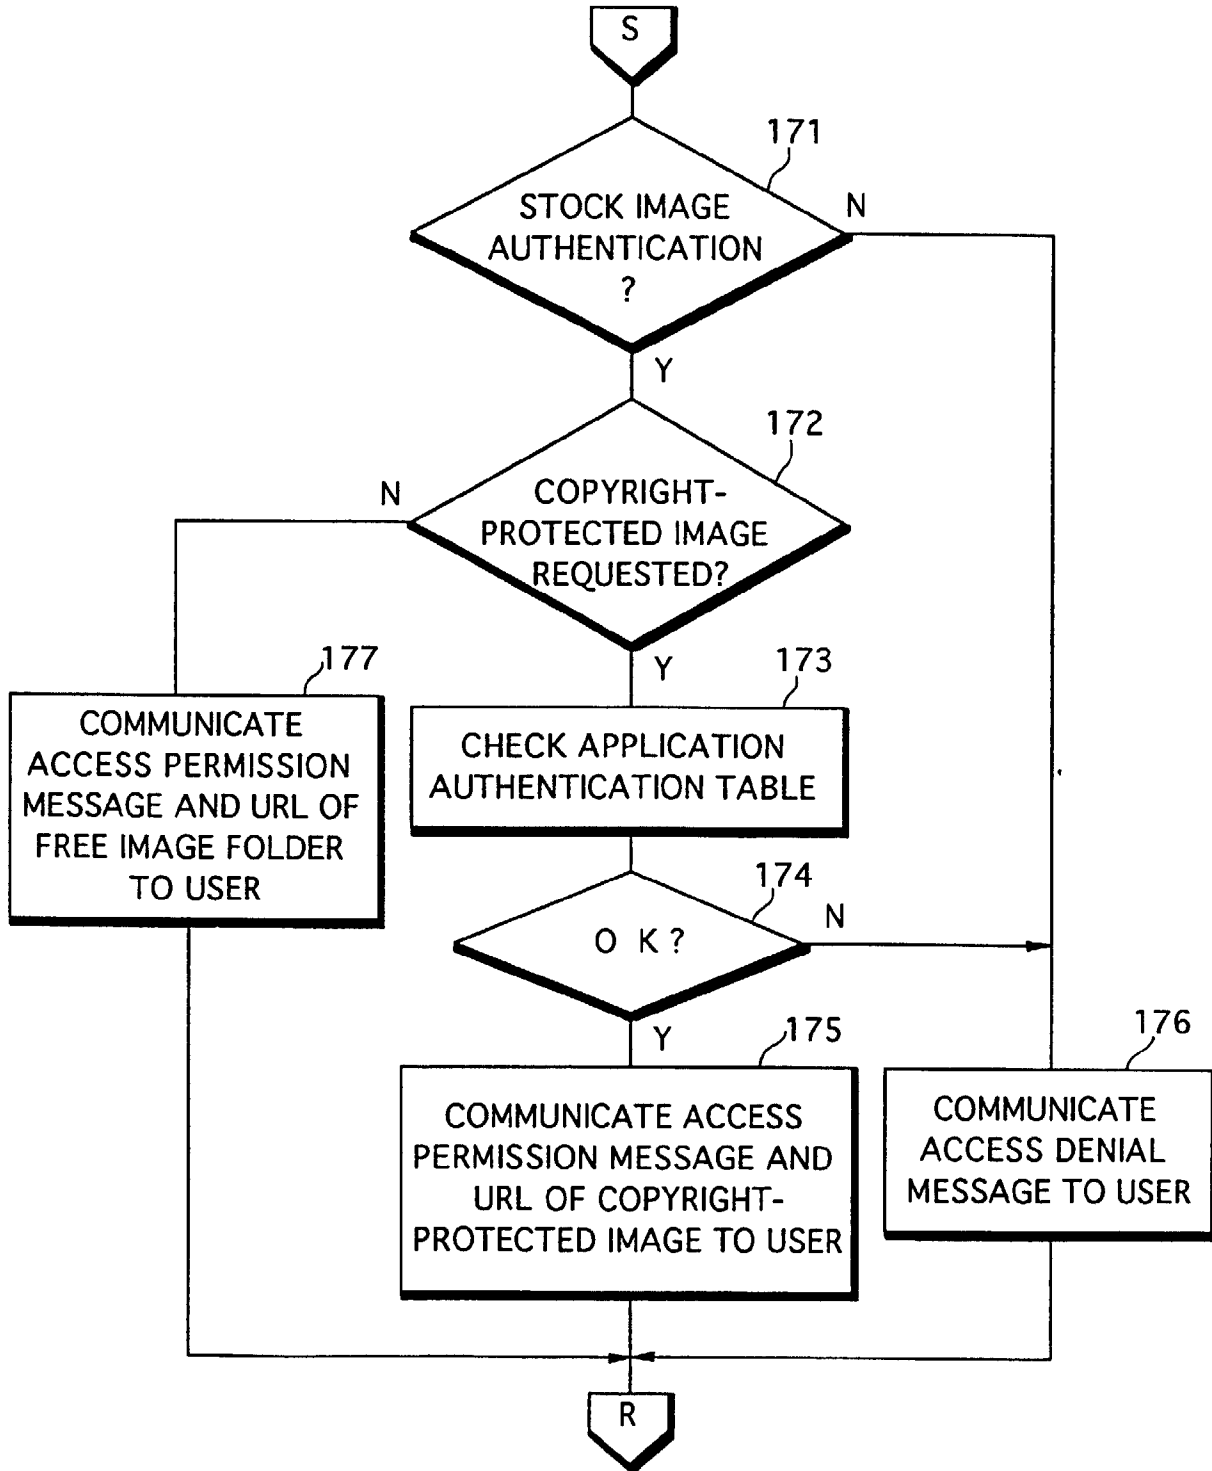 S
171
STOCK IMAGE
AUTHENTICATION
?
N
Y
172
COPYRIGHT-
PROTECTED IMAGE
REQUESTED?
N
Y
177
COMMUNICATE
ACCESS PERMISSION
MESSAGE AND URL OF
FREE IMAGE FOLDER
TO USER
173
CHECK APPLICATION
AUTHENTICATION TABLE
174
O K ?
N
Y
175
COMMUNICATE ACCESS
PERMISSION MESSAGE AND
URL OF COPYRIGHT-
PROTECTED IMAGE TO USER
176
COMMUNICATE
ACCESS DENIAL
MESSAGE TO USER
R